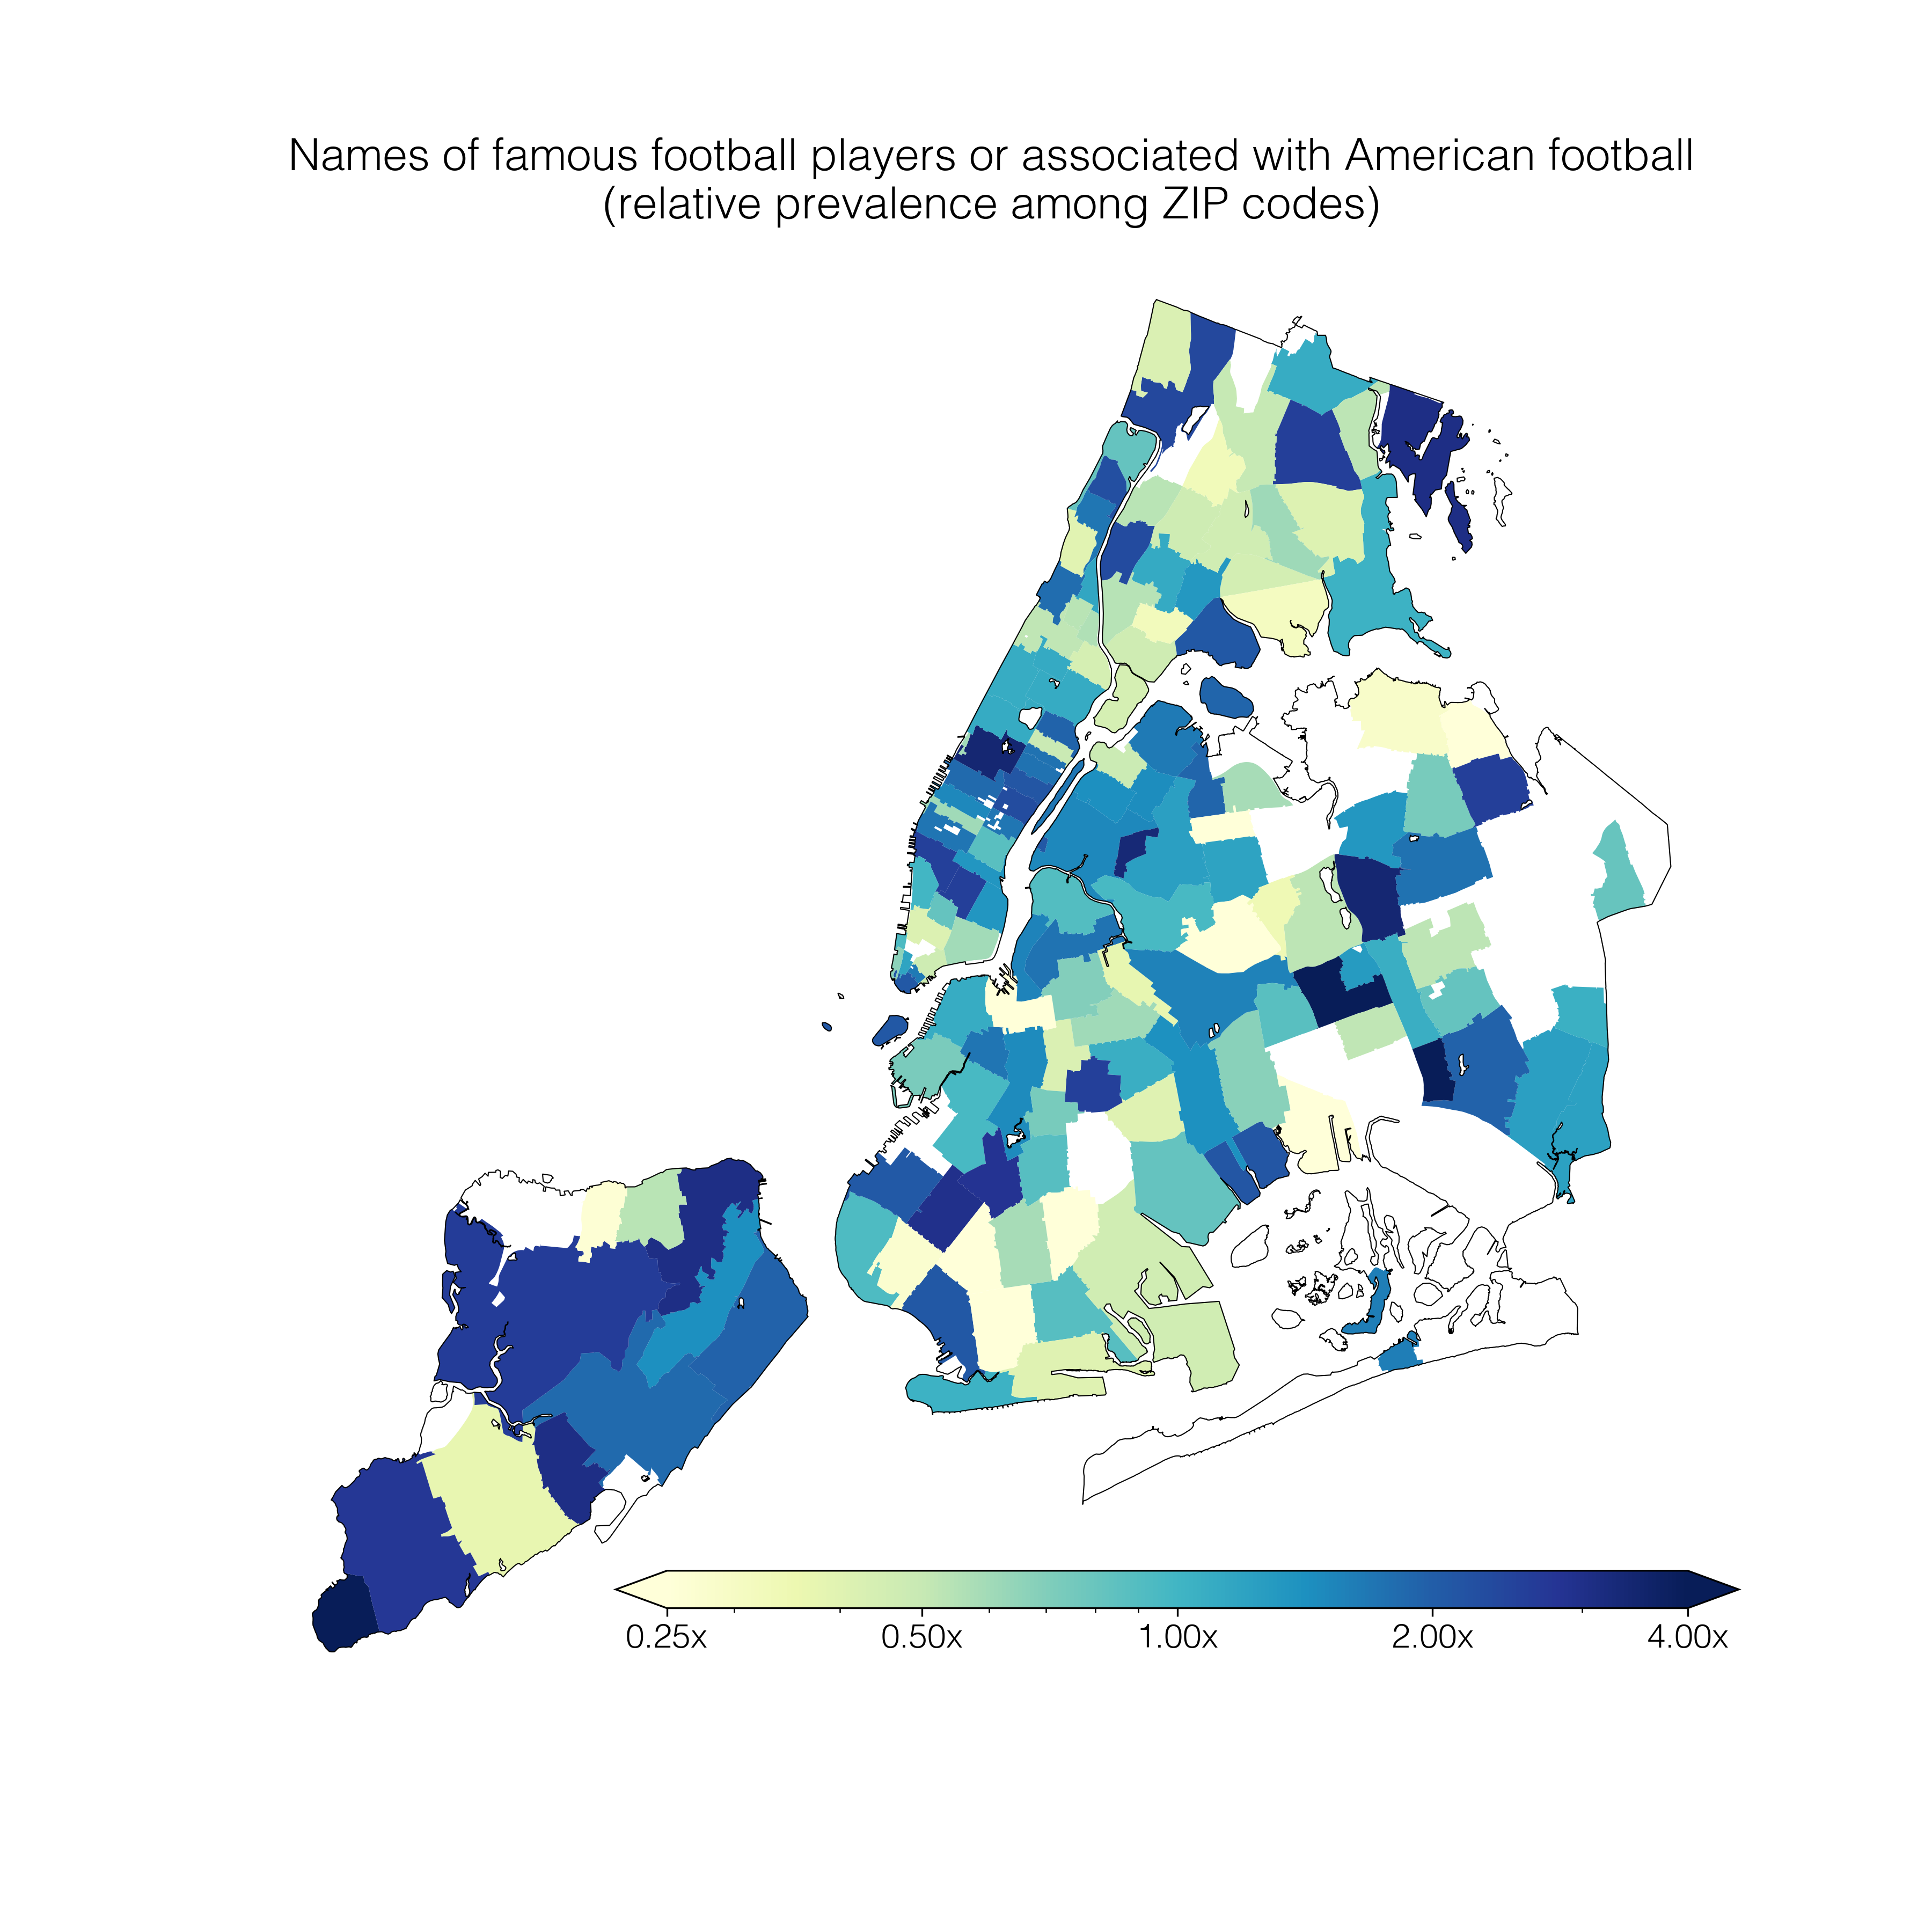 Names of famous football players or associated with American football
(relative prevalence among ZIP codes)
0.25x 0.50x 1.00x 2.00x 4.00x